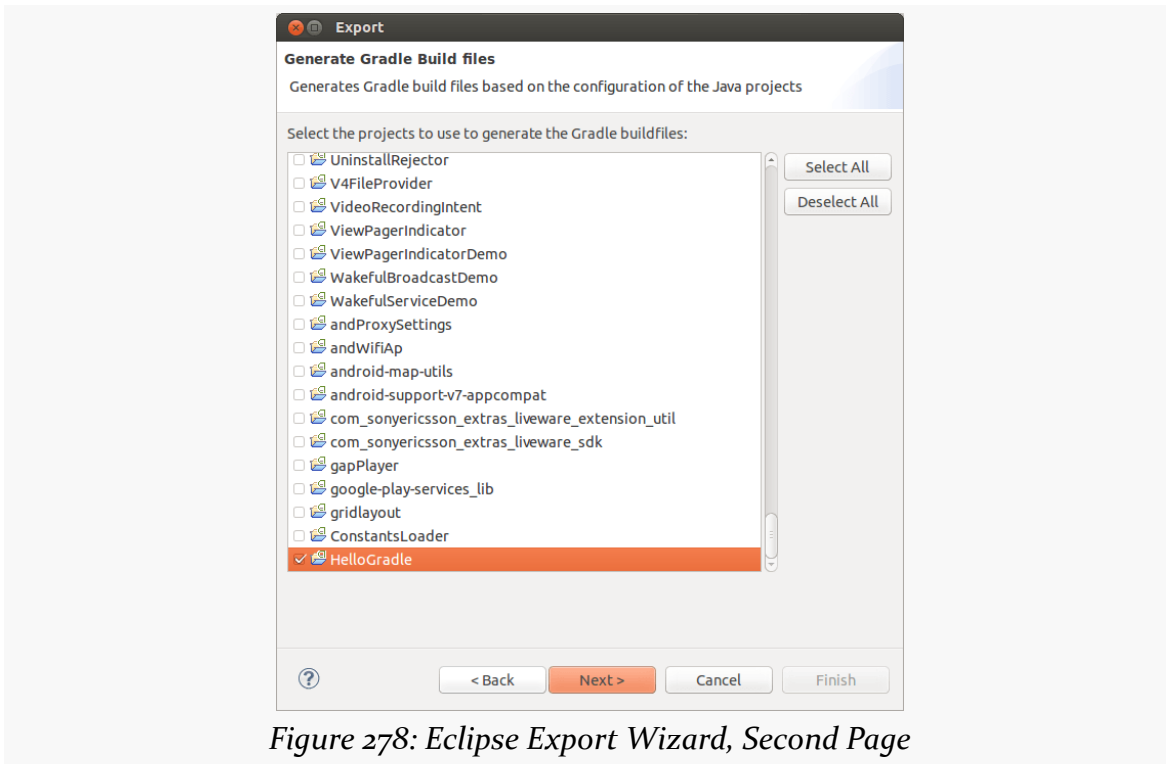 Export
Generate Gradle Build files
Generates Gradle build files based on the configuration of the Java projects
Select the projects to use to generate the Gradle buildfiles:
UninstallRejector
V4FileProvider
VideoRecordingIntent
ViewPagerIndicator
ViewPagerIndicatorDemo
WakefulBroadcastDemo
WakefulServiceDemo
andProxySettings
andWifiAp
android-map-utils
android-support-v7-appcompat
com_sonyericsson_extras_liveware_extension_util
com_sonyericsson_extras_liveware_sdk
gapPlayer
google-play-services_lib
gridlayout
ConstantsLoader
HelloGradle
Select All
Deselect All
< Back Next > Cancel Finish
Figure 278: Eclipse Export Wizard, Second Page